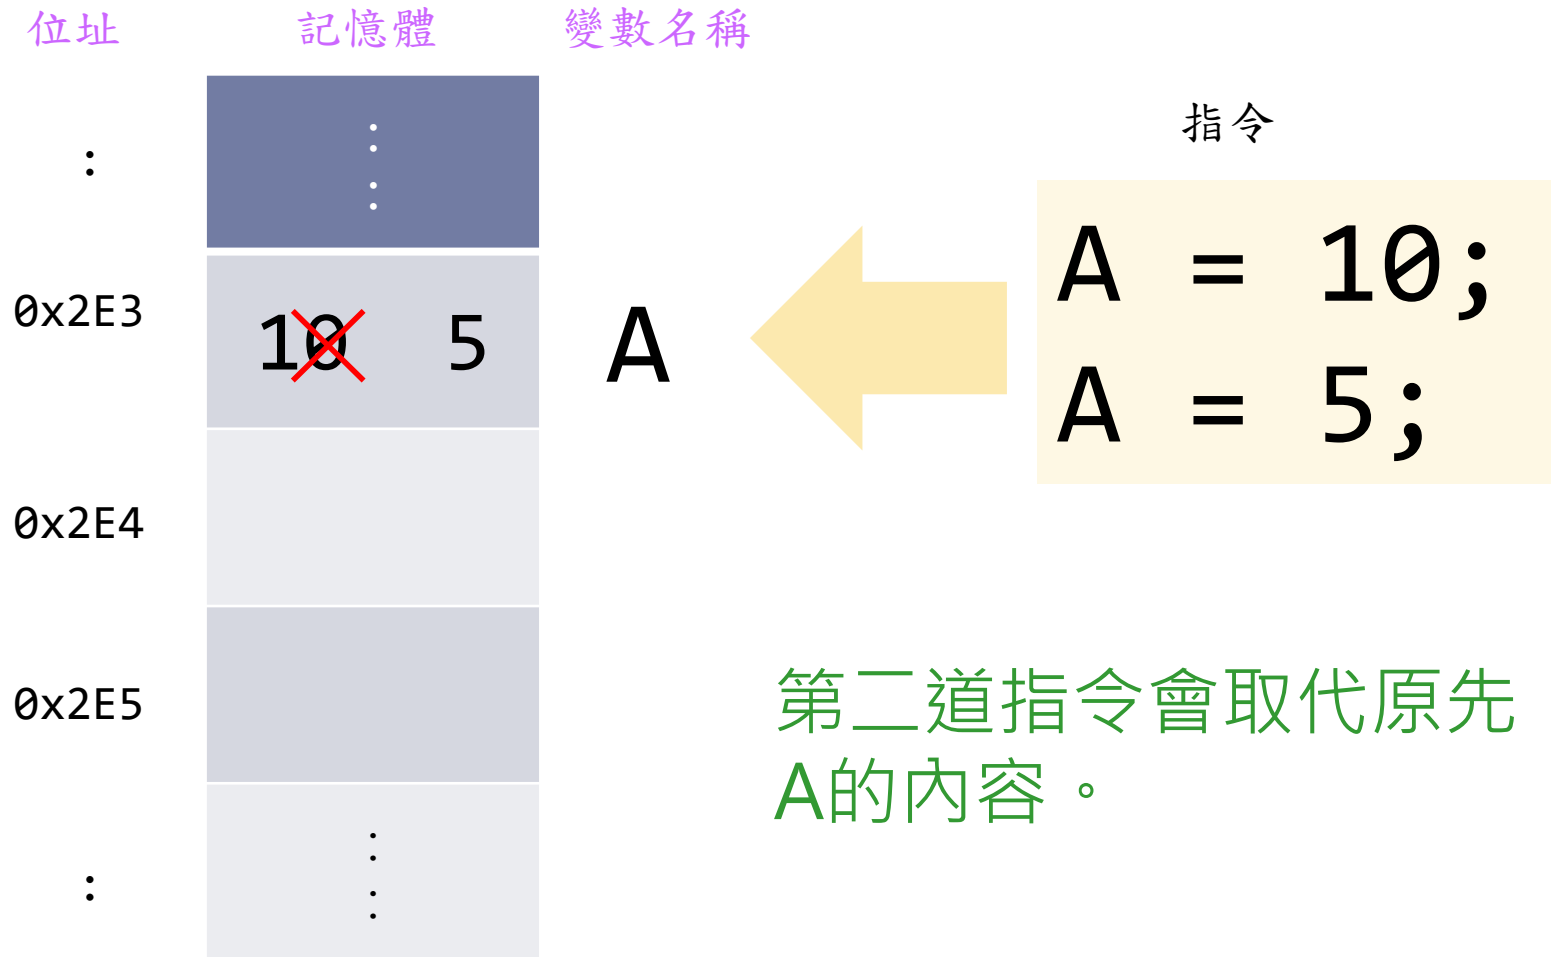 位址 記憶體 變數名稱
指令
:
:
:
0x2E3 10 5 A
A = 10;
A = 5;
0x2E4
0x2E5
第二道指令會取代原先
A的內容。
:
:
: